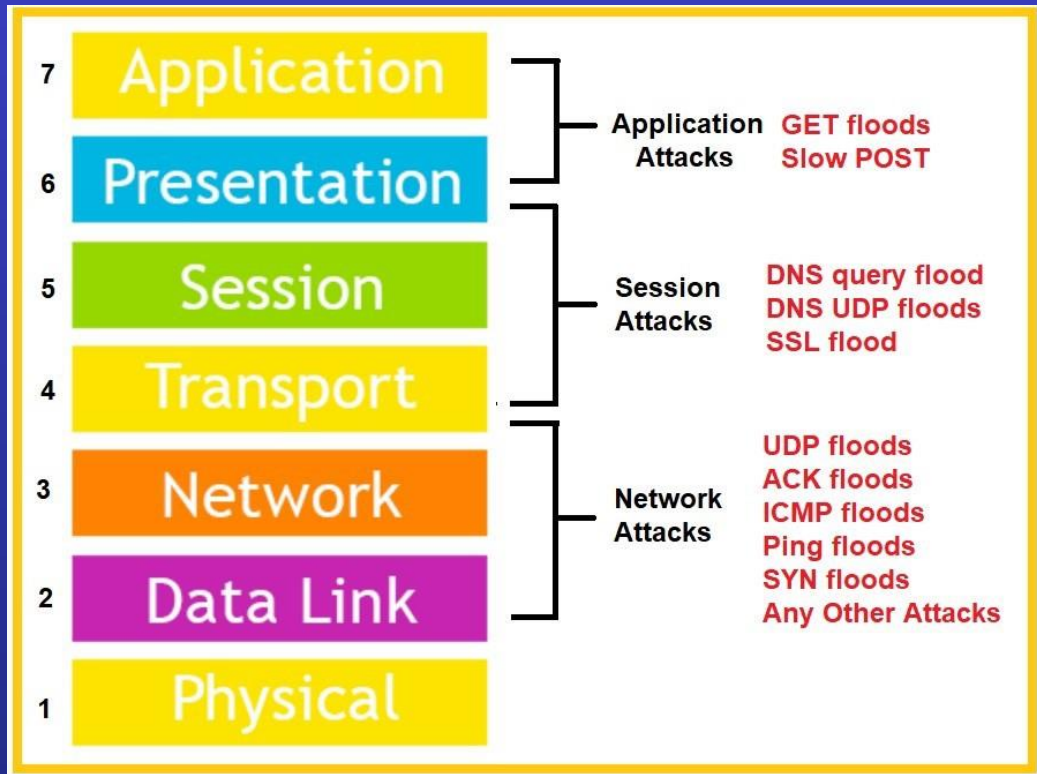 7 Application
6 Presentation
5 Session
4 Transport
3 Network
2 Data Link
1 Physical
Application
Attacks
GET floods
Slow POST
Session
Attacks
DNS query flood
DNS UDP floods
SSL flood
Network
Attacks
UDP floods
ACK floods
ICMP floods
Ping floods
SYN floods
Any Other Attacks